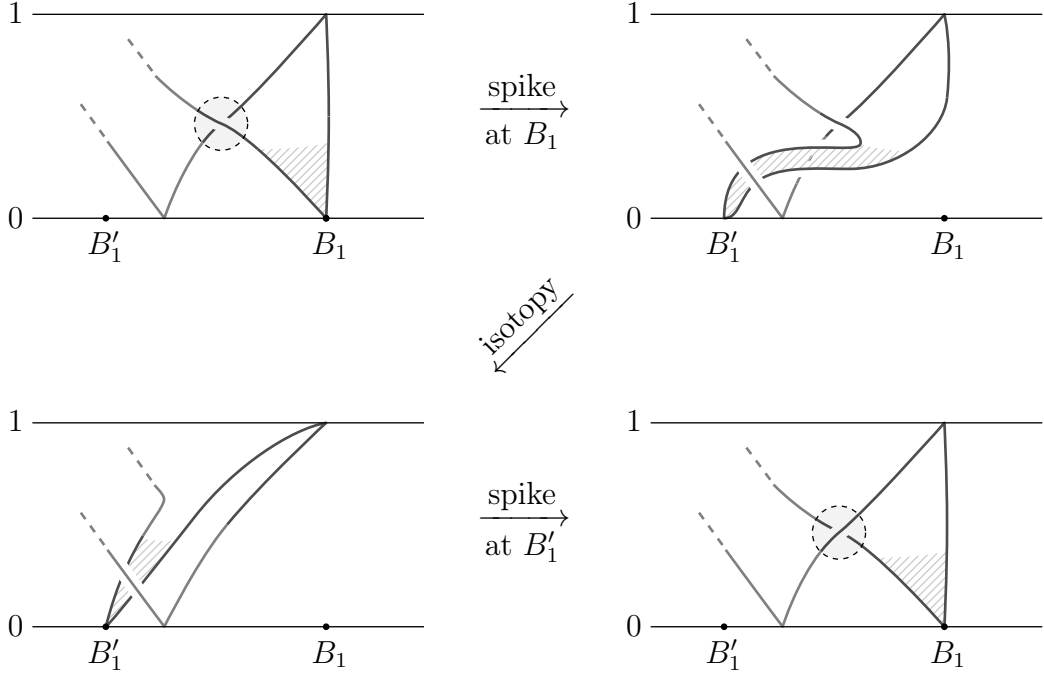 1
0
B′₁
B₁
spike
at B₁
1
0
B′₁
B₁
isotopy
1
0
B′₁
B₁
spike
at B′₁
1
0
B′₁
B₁